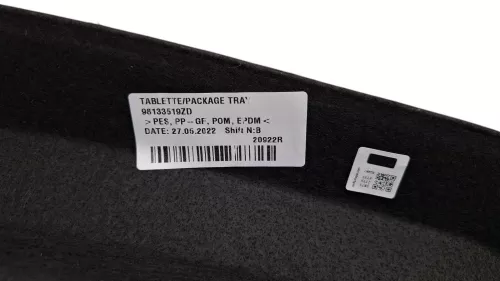 TABLETTE/PACKAGE TRA
98133519ZD
> PES, PP - GF, POM, EPDM <
DATE: 27.05.2022 Shift N:B
20922R